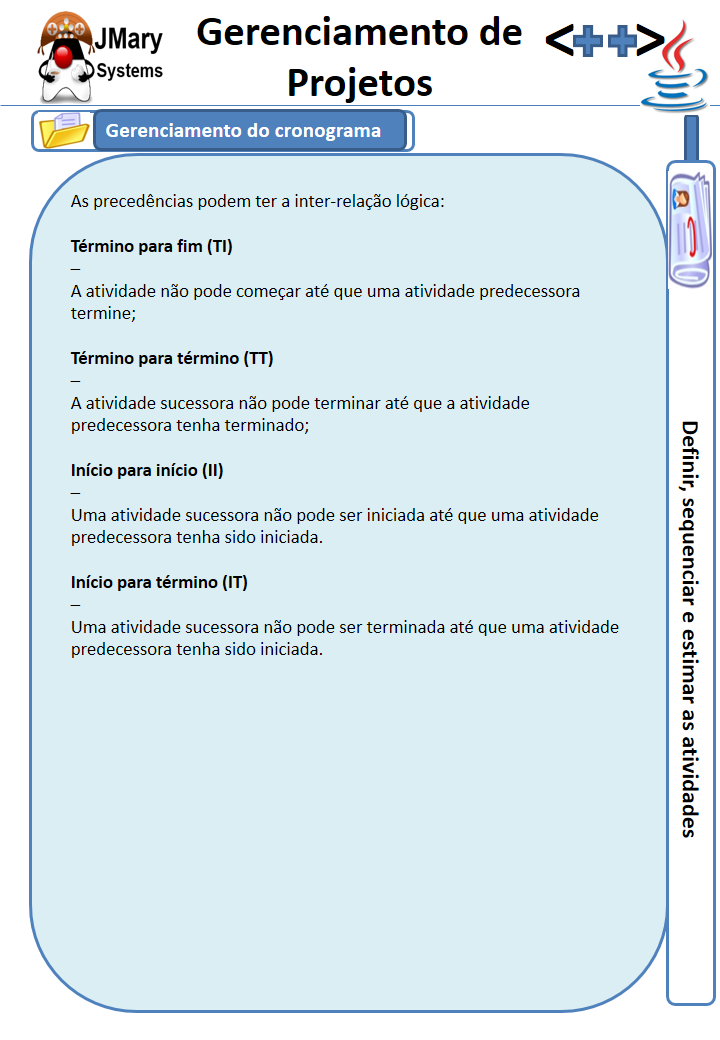 JMary
Systems
Gerenciamento de
Projetos
<++>
Gerenciamento do cronograma
As precedências podem ter a inter-relação lógica:
Término para fim (TI)
–
A atividade não pode começar até que uma atividade predecessora
termine;
Término para término (TT)
–
A atividade sucessora não pode terminar até que a atividade
predecessora tenha terminado;
Início para início (II)
–
Uma atividade sucessora não pode ser iniciada até que uma atividade
predecessora tenha sido iniciada.
Início para término (IT)
–
Uma atividade sucessora não pode ser terminada até que uma atividade
predecessora tenha sido iniciada.
Definir, sequenciar e estimar as atividades